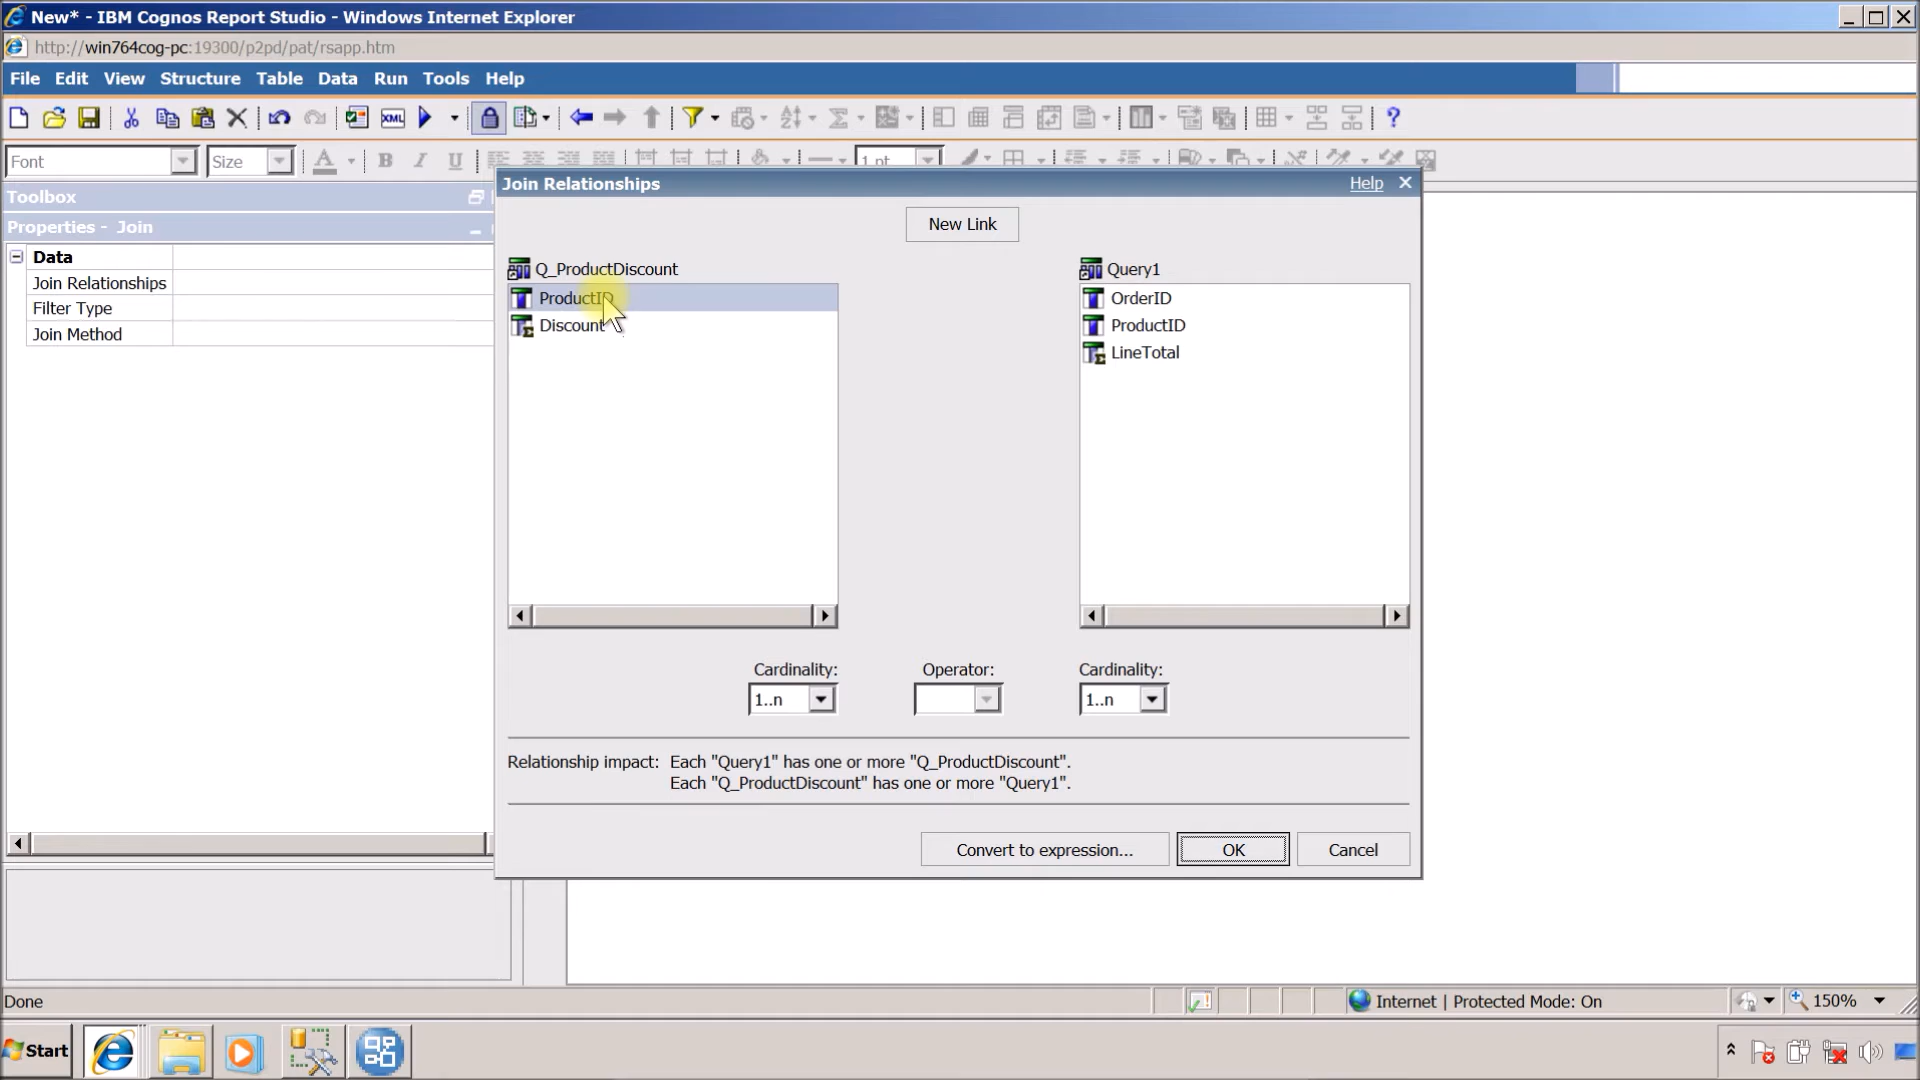 New* - IBM Cognos Report Studio - Windows Internet Explorer
http://win764cog-pc:19300/p2pd/pat/rsapp.htm
File Edit View Structure Table Data Run Tools Help
XML
Font Size B I U 1 pt
Toolbox
Properties - Join
Data
Join Relationships
Filter Type
Join Method
Join Relationships Help
New Link
Q_ProductDiscount Query1
ProductID
Discount
OrderID
ProductID
LineTotal
Cardinality: Operator: Cardinality:
1..n 1..n
Relationship impact: Each "Query1" has one or more "Q_ProductDiscount".
Each "Q_ProductDiscount" has one or more "Query1".
Convert to expression... OK Cancel
Done Internet | Protected Mode: On 150%
Start